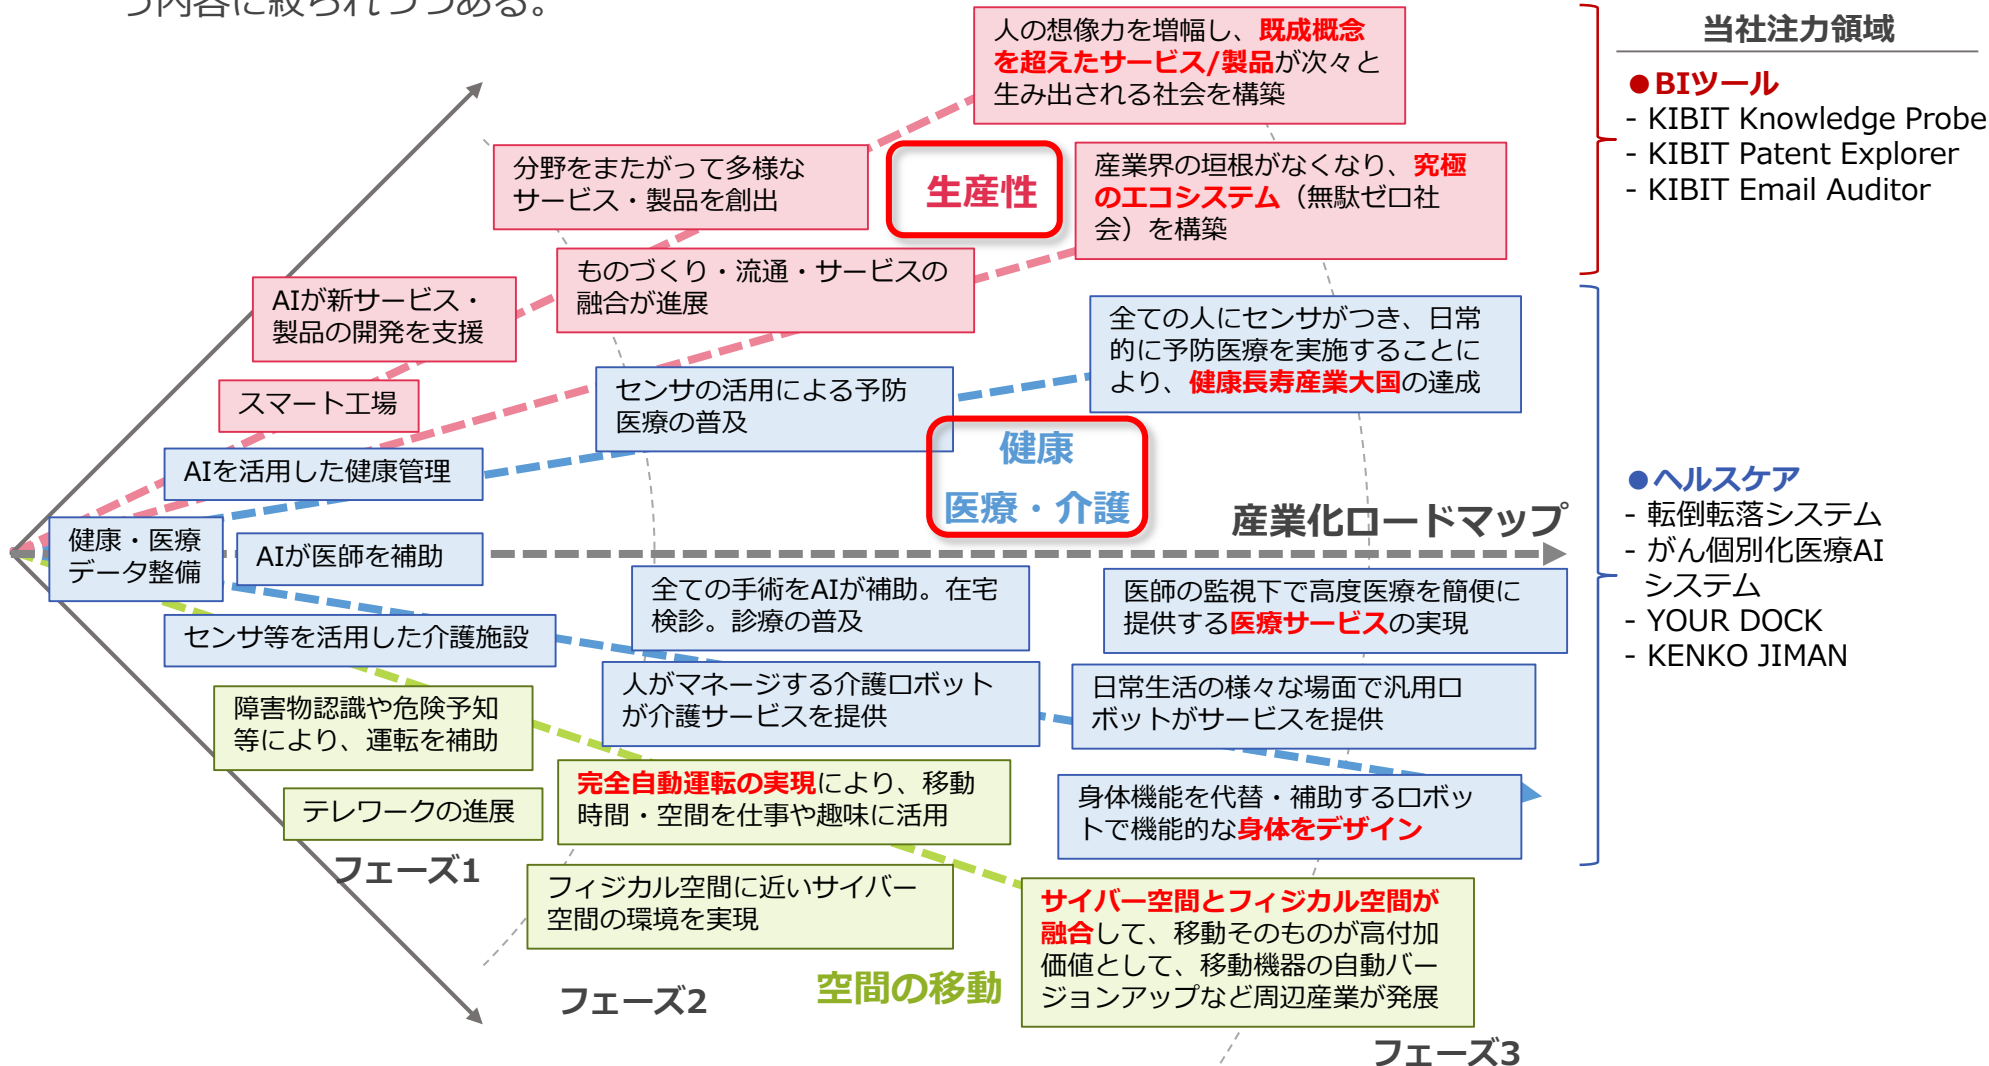 う内容に絞られつつある。
人の想像力を増幅し、既成概念
を超えたサービス/製品が次々と
生み出される社会を構築
分野をまたがって多様な
サービス・製品を創出
生産性
産業界の垣根がなくなり、究極
のエコシステム（無駄ゼロ社
会）を構築
ものづくり・流通・サービスの
融合が進展
AIが新サービス・
製品の開発を支援
スマート工場
全ての人にセンサがつき、日常
的に予防医療を実施することに
より、健康長寿産業大国の達成
センサの活用による予防
医療の普及
健康
医療・介護
AIを活用した健康管理
産業化ロードマップ
健康・医療
データ整備
AIが医師を補助
全ての手術をAIが補助。在宅
検診。診療の普及
医師の監視下で高度医療を簡便に
提供する医療サービスの実現
センサ等を活用した介護施設
人がマネージする介護ロボット
が介護サービスを提供
日常生活の様々な場面で汎用ロ
ボットがサービスを提供
障害物認識や危険予知
等により、運転を補助
完全自動運転の実現により、移動
時間・空間を仕事や趣味に活用
身体機能を代替・補助するロボッ
トで機能的な身体をデザイン
テレワークの進展
フェーズ1
フィジカル空間に近いサイバー
空間の環境を実現
サイバー空間とフィジカル空間が
融合して、移動そのものが高付加
価値として、移動機器の自動バー
ジョンアップなど周辺産業が発展
空間の移動
フェーズ2
フェーズ3
当社注力領域
●BIツール
- KIBIT Knowledge Probe
- KIBIT Patent Explorer
- KIBIT Email Auditor
●ヘルスケア
- 転倒転落システム
- がん個別化医療AI
システム
- YOUR DOCK
- KENKO JIMAN